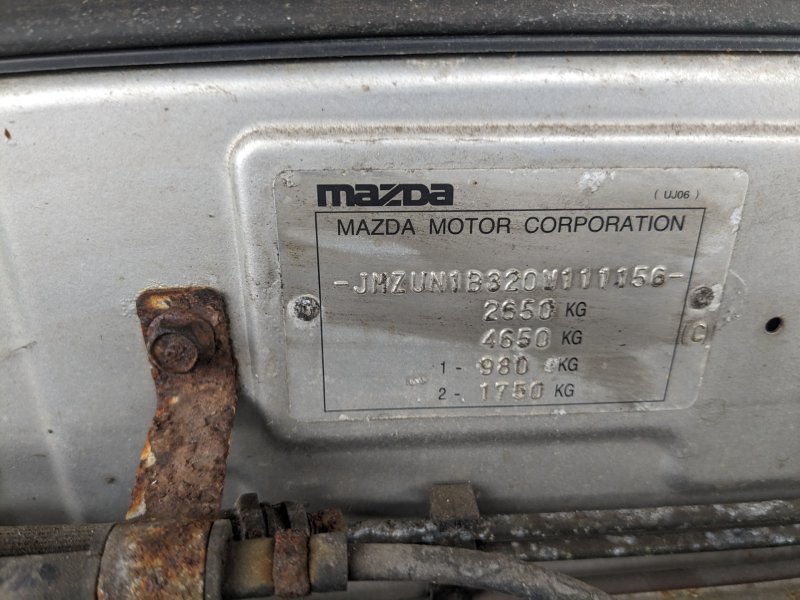 mazda
( UJ06 )
MAZDA MOTOR CORPORATION
-JMZUN1B320W111156-
2650 KG
4650 KG
(C)
1 - 980 KG
2 - 1750 KG